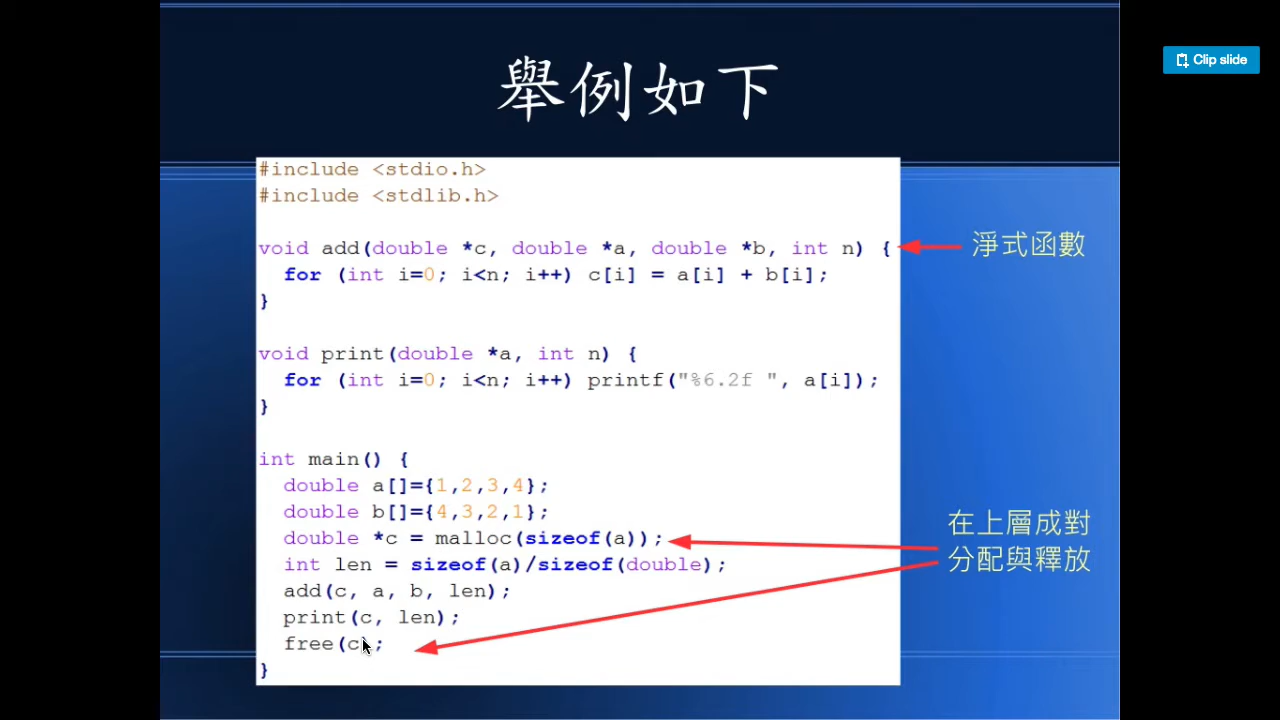 舉例如下
Clip slide
#include <stdio.h>
#include <stdlib.h>
void add(double *c, double *a, double *b, int n) {
for (int i=0; i<n; i++) c[i] = a[i] + b[i];
}
淨式函數
void print(double *a, int n) {
for (int i=0; i<n; i++) printf("%6.2f ", a[i]);
}
int main() {
double a[]={1,2,3,4};
double b[]={4,3,2,1};
double *c = malloc(sizeof(a));
int len = sizeof(a)/sizeof(double);
add(c, a, b, len);
print(c, len);
free(c);
}
在上層成對
分配與釋放